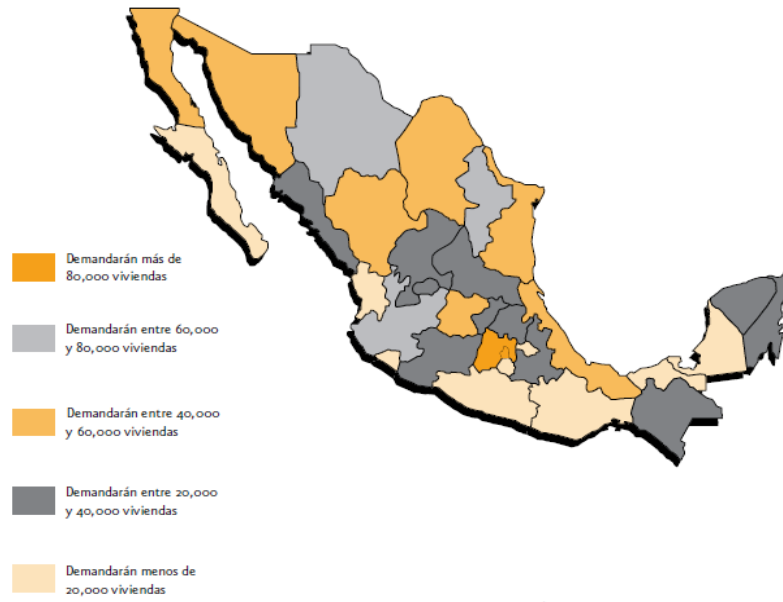 Demandarán más de
80,000 viviendas
Demandarán entre 60,000
y 80,000 viviendas
Demandarán entre 40,000
y 60,000 viviendas
Demandarán entre 20,000
y 40,000 viviendas
Demandarán menos de
20,000 viviendas